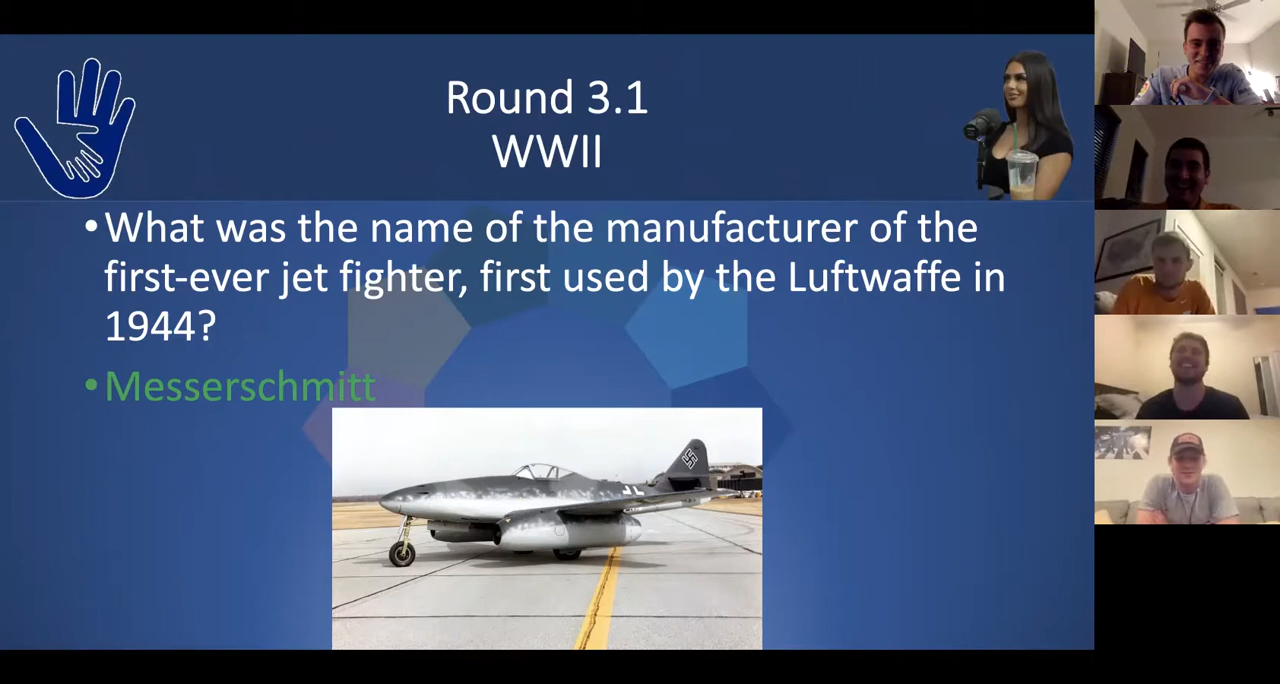 Round 3.1
WWII
•What was the name of the manufacturer of the
first-ever jet fighter, first used by the Luftwaffe in
1944?
•Messerschmitt